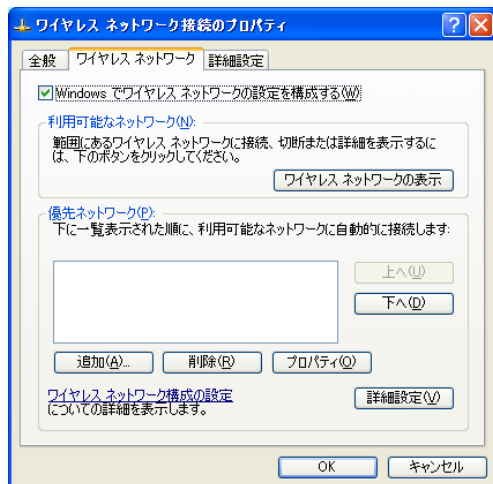 ワイヤレス ネットワーク接続のプロパティ
全般 ワイヤレス ネットワーク 詳細設定
Windows でワイヤレス ネットワークの設定を構成する(W)
利用可能なネットワーク(N):
範囲にあるワイヤレス ネットワークに接続、切断または詳細を表示するに
は、下のボタンをクリックしてください。
ワイヤレス ネットワークの表示
優先ネットワーク(P):
下に一覧表示された順に、利用可能なネットワークに自動的に接続します:
上へ(U)
下へ(D)
追加(A)... 削除(R) プロパティ(O)
ワイヤレス ネットワーク構成の設定
についての詳細を表示します。
詳細設定(V)
OK キャンセル